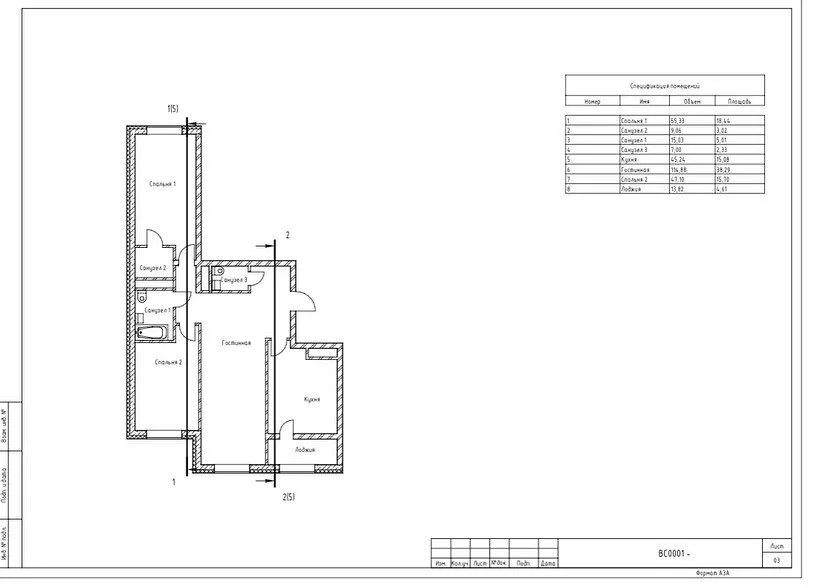 Спецификация помещений
Номер Имя Объем Площадь
1 Спальня 1 55,33 18,44
2 Санузел 2 9,06 3,02
3 Санузел 1 15,03 5,01
4 Санузел 3 7,00 2,33
5 Кухня 45,24 15,08
6 Гостинная 114,88 38,29
7 Спальня 2 47,10 15,70
8 Лоджия 13,82 4,61
1(5)
Спальня 1
2
Санузел 2
Санузел 3
Санузел 1
Гостинная
Спальня 2
Кухня
Лоджия
1
2(5)
Взам. инв. №
Подп. и дата
Инв. № подл.
Изм. Кол.уч. Лист № док. Подп. Дата
ВС0001 -
Лист
03
Формат А3А